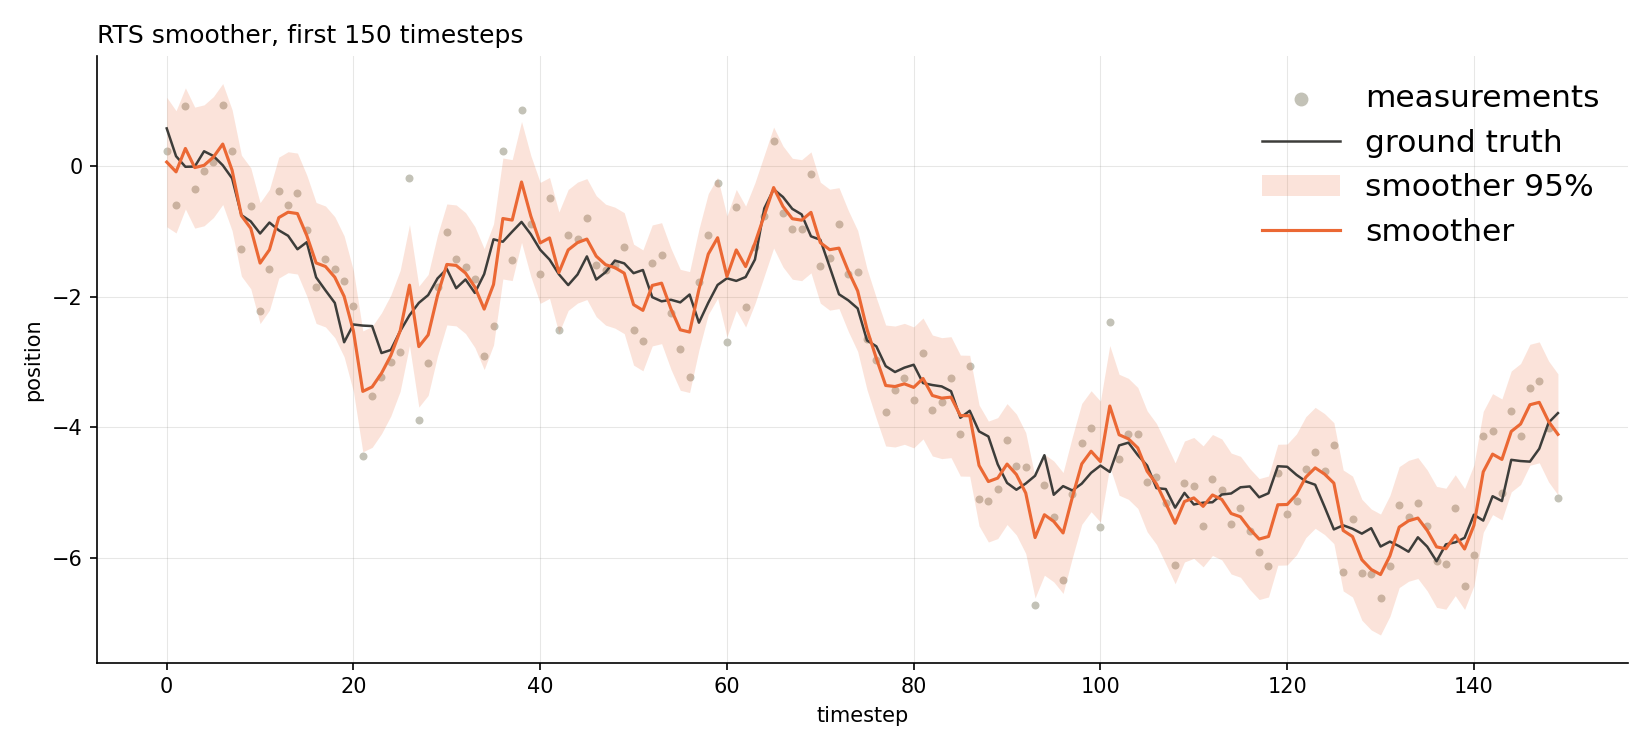 RTS smoother, first 150 timesteps
measurements
ground truth
smoother 95%
smoother
0
−2
−4
−6
position
0 20 40 60 80 100 120 140
timestep